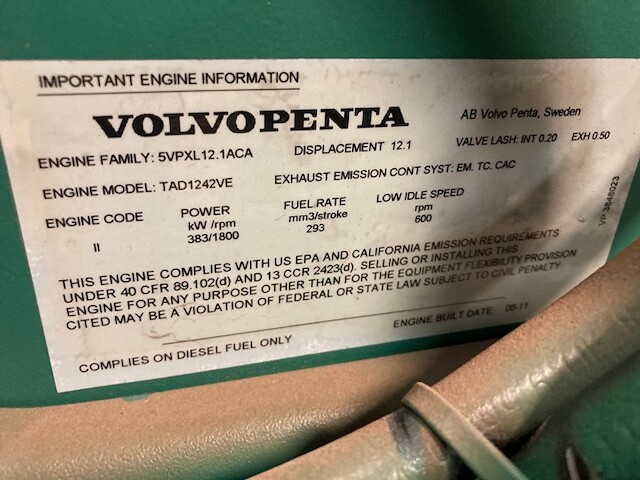 IMPORTANT ENGINE INFORMATION
VOLVO PENTA
AB Volvo Penta, Sweden
ENGINE FAMILY: 5VPXL12.1ACA
DISPLACEMENT 12.1
VALVE LASH: INT 0.20 EXH 0.50
ENGINE MODEL: TAD1242VE
EXHAUST EMISSION CONT SYST: EM. TC. CAC
ENGINE CODE
II
POWER
kW /rpm
383/1800
FUEL RATE
mm3/stroke
293
LOW IDLE SPEED
rpm
600
THIS ENGINE COMPLIES WITH US EPA AND CALIFORNIA EMISSION REQUIREMENTS
UNDER 40 CFR 89.102(d) AND 13 CCR 2423(d). SELLING OR INSTALLING THIS
ENGINE FOR ANY PURPOSE OTHER THAN FOR THE EQUIPMENT FLEXIBILITY PROVISION
CITED MAY BE A VIOLATION OF FEDERAL OR STATE LAW SUBJECT TO CIVIL PENALTY
ENGINE BUILT DATE 06-11
COMPLIES ON DIESEL FUEL ONLY
VP 3846023